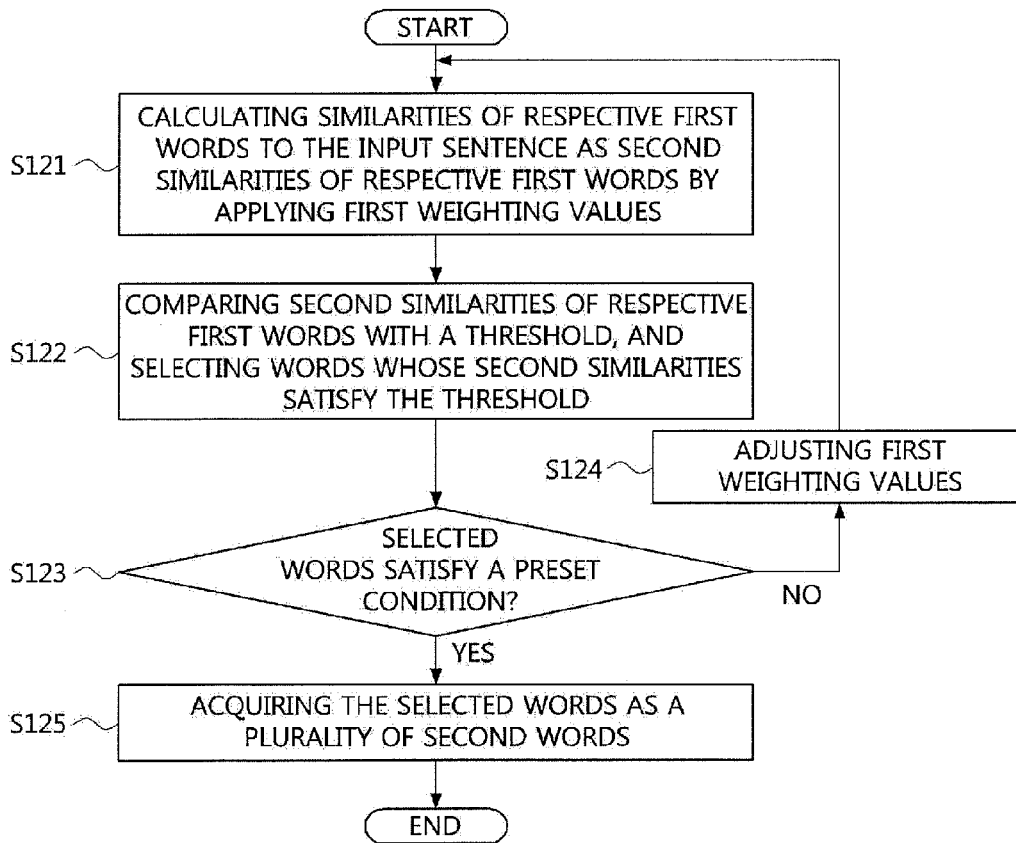 START
CALCULATING SIMILARITIES OF RESPECTIVE FIRST
WORDS TO THE INPUT SENTENCE AS SECOND
SIMILARITIES OF RESPECTIVE FIRST WORDS BY
APPLYING FIRST WEIGHTING VALUES
S121
COMPARING SECOND SIMILARITIES OF RESPECTIVE
FIRST WORDS WITH A THRESHOLD, AND
SELECTING WORDS WHOSE SECOND SIMILARITIES
SATISFY THE THRESHOLD
S122
ADJUSTING FIRST
WEIGHTING VALUES
S124
SELECTED
WORDS SATISFY A PRESET
CONDITION?
S123
NO
YES
ACQUIRING THE SELECTED WORDS AS A
PLURALITY OF SECOND WORDS
S125
END